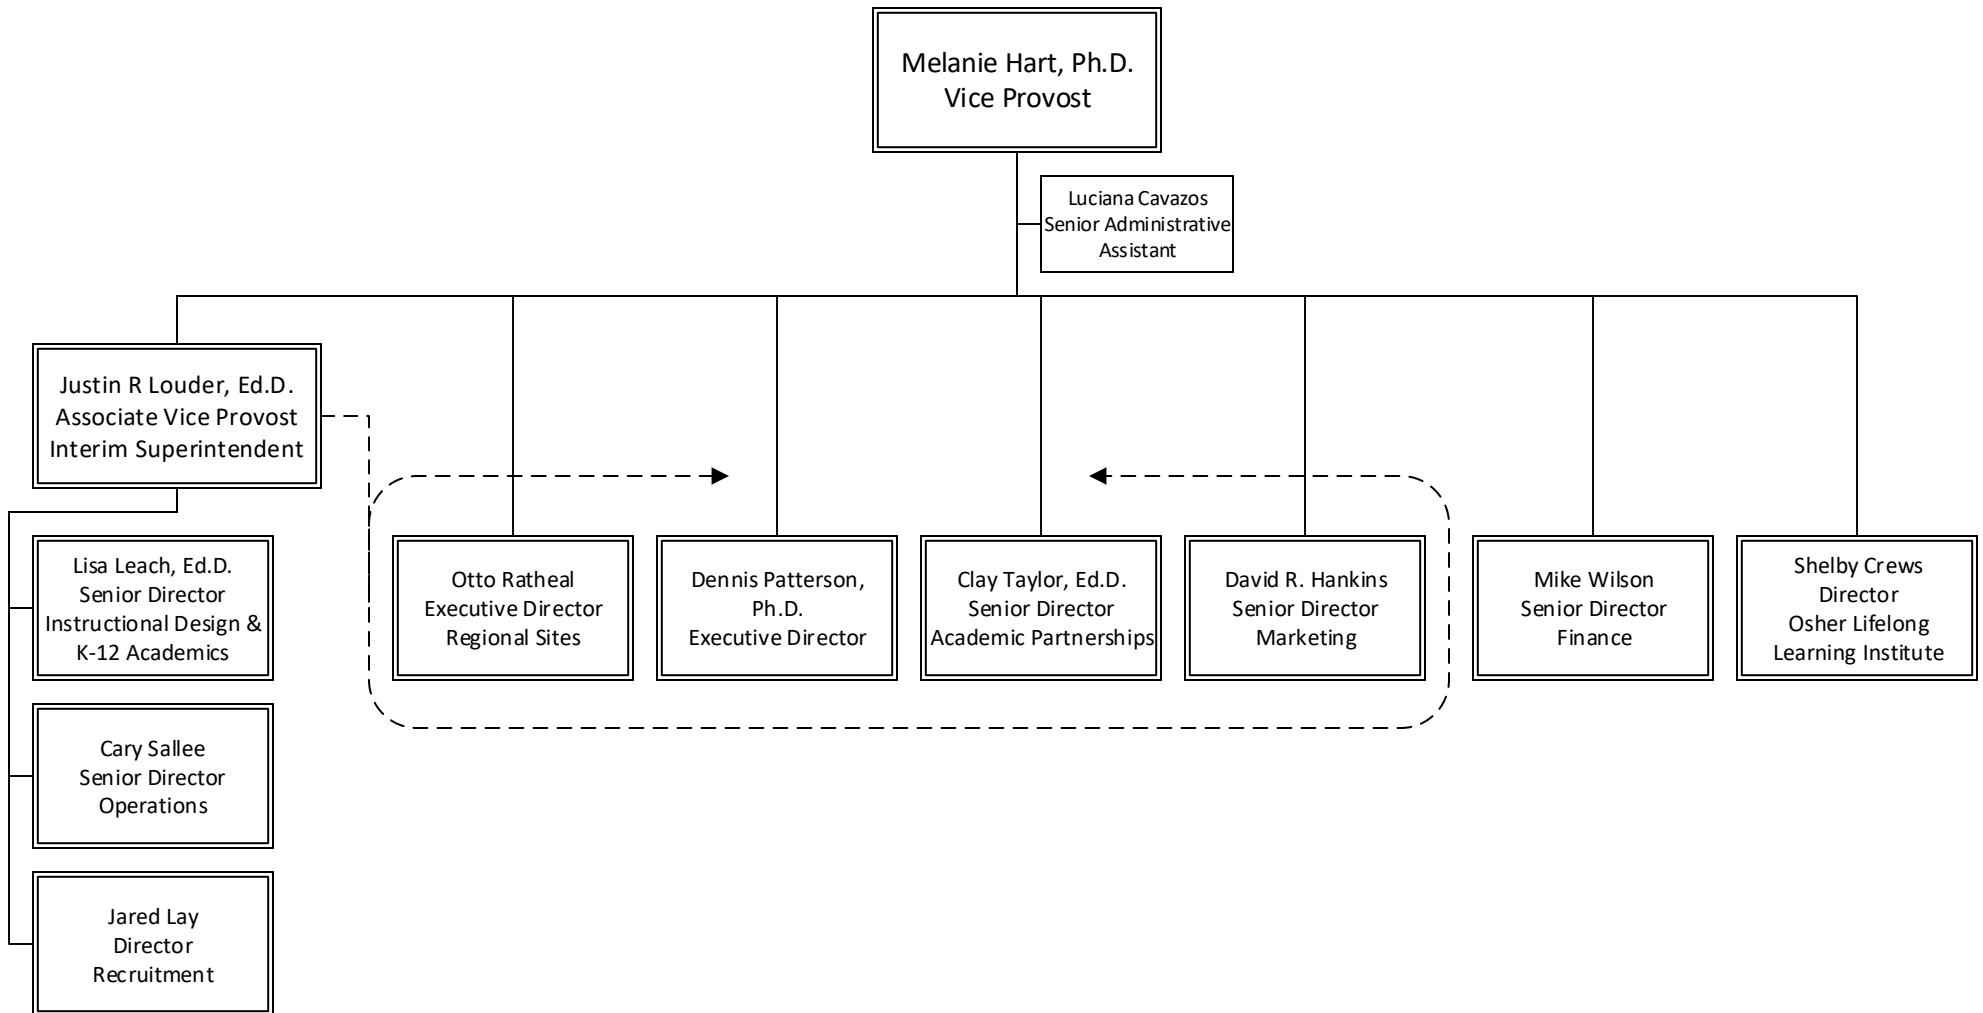 Melanie Hart, Ph.D.
Vice Provost
Luciana Cavazos
Senior Administrative
Assistant
Justin R Louder, Ed.D.
Associate Vice Provost
Interim Superintendent
Lisa Leach, Ed.D.
Senior Director
Instructional Design &
K-12 Academics
Cary Sallee
Senior Director
Operations
Jared Lay
Director
Recruitment
Otto Ratheal
Executive Director
Regional Sites
Dennis Patterson,
Ph.D.
Executive Director
Clay Taylor, Ed.D.
Senior Director
Academic Partnerships
David R. Hankins
Senior Director
Marketing
Mike Wilson
Senior Director
Finance
Shelby Crews
Director
Osher Lifelong
Learning Institute